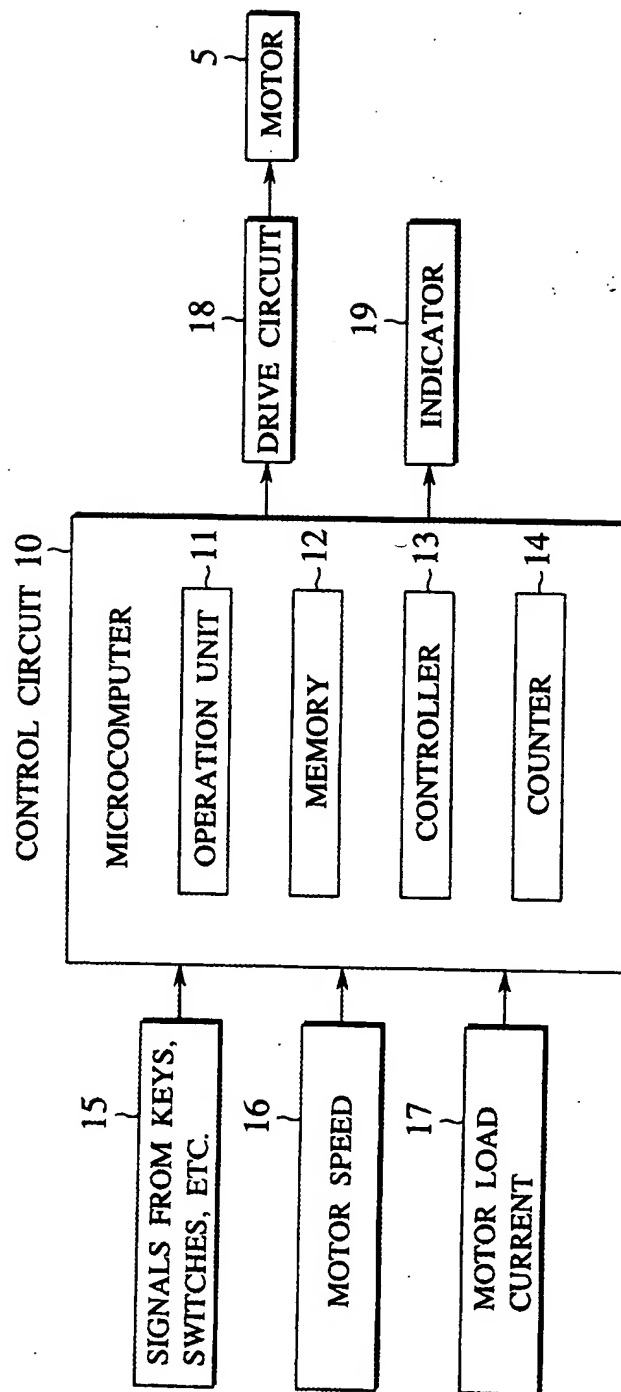 CONTROL CIRCUIT 10
MICROCOMPUTER
OPERATION UNIT
11
MEMORY
12
CONTROLLER
13
COUNTER
14
15
SIGNALS FROM KEYS,
SWITCHES, ETC.
16
MOTOR SPEED
17
MOTOR LOAD
CURRENT
18
DRIVE CIRCUIT
5
MOTOR
19
INDICATOR